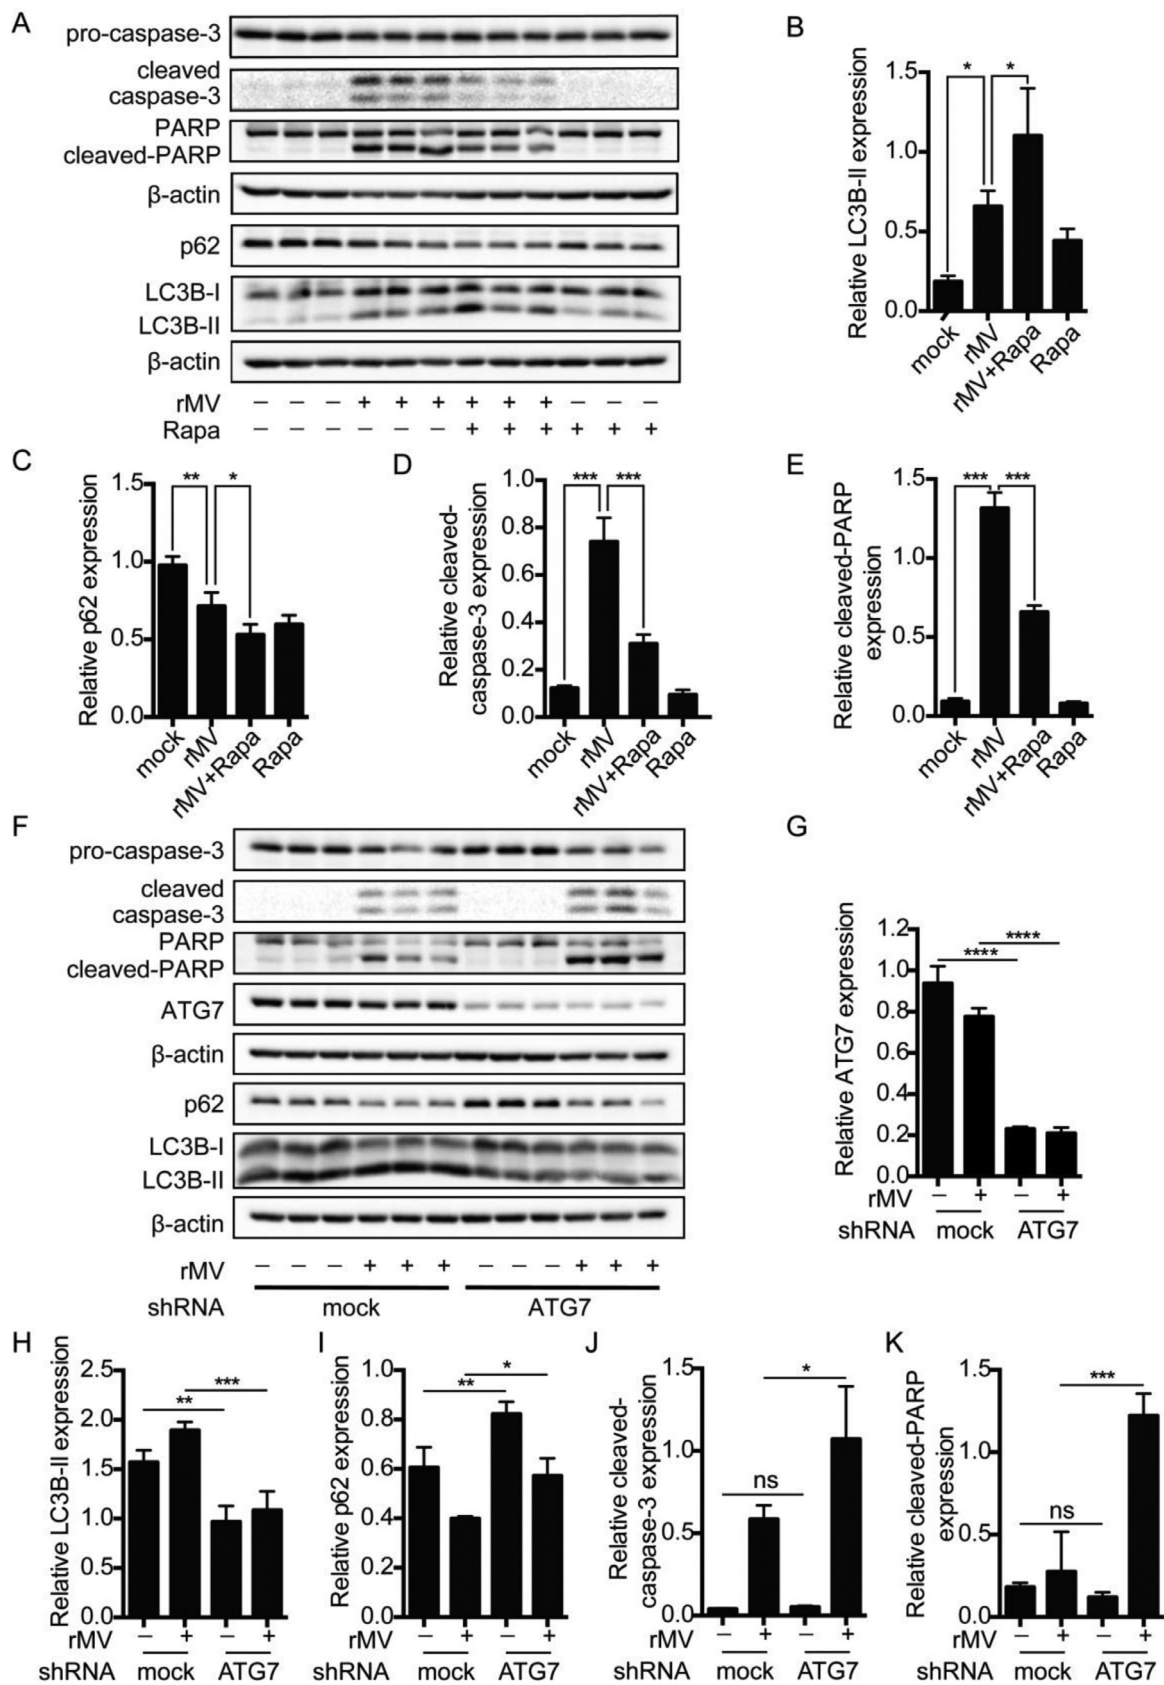 A
pro-caspase-3
cleaved
caspase-3
PARP
cleaved-PARP
β-actin
p62
LC3B-I
LC3B-II
β-actin
rMV – – – + + + + + + – – –
Rapa – – – – – – + + + + + +
B
Relative LC3B-II expression
1.5
1.0
0.5
0.0
* *
mock rMV rMV+Rapa Rapa
C
Relative p62 expression
1.5
1.0
0.5
0.0
** *
mock rMV rMV+Rapa Rapa
D
Relative cleaved-
caspase-3 expression
1.0
0.8
0.6
0.4
0.2
0.0
*** ***
mock rMV rMV+Rapa Rapa
E
Relative cleaved-PARP
expression
1.5
1.0
0.5
0.0
*** ***
mock rMV rMV+Rapa Rapa
F
pro-caspase-3
cleaved
caspase-3
PARP
cleaved-PARP
ATG7
β-actin
p62
LC3B-I
LC3B-II
β-actin
rMV – – – + + + – – – + + +
shRNA mock ATG7
G
Relative ATG7 expression
1.2
1.0
0.8
0.6
0.4
0.2
0.0
****
****
rMV – + – +
shRNA mock ATG7
H
Relative LC3B-II expression
2.5
2.0
1.5
1.0
0.5
0.0
***
**
rMV – + – +
shRNA mock ATG7
I
Relative p62 expression
1.0
0.8
0.6
0.4
0.2
0.0
*
**
rMV – + – +
shRNA mock ATG7
J
Relative cleaved-
caspase-3 expression
1.5
1.0
0.5
0.0
*
ns
rMV – + – +
shRNA mock ATG7
K
Relative cleaved-PARP
expression
1.5
1.0
0.5
0.0
***
ns
rMV – + – +
shRNA mock ATG7